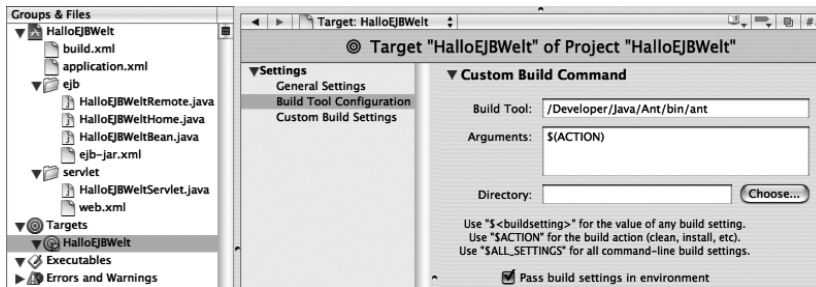 Groups & Files
HalloEJBWelt
build.xml
application.xml
ejb
HalloEJBWeltRemote.java
HalloEJBWeltHome.java
HalloEJBWeltBean.java
ejb-jar.xml
servlet
HalloEJBWeltServlet.java
web.xml
Targets
HalloEJBWelt
Executables
Errors and Warnings
Target: HalloEJBWelt
#
Target "HalloEJBWelt" of Project "HalloEJBWelt"
Settings
General Settings
Build Tool Configuration
Custom Build Settings
Custom Build Command
Build Tool: /Developer/Java/Ant/bin/ant
Arguments: $(ACTION)
Directory: Choose...
Use "$<buildsetting>" for the value of any build setting.
Use "$ACTION" for the build action (clean, install, etc).
Use "$ALL_SETTINGS" for all command-line build settings.
Pass build settings in environment